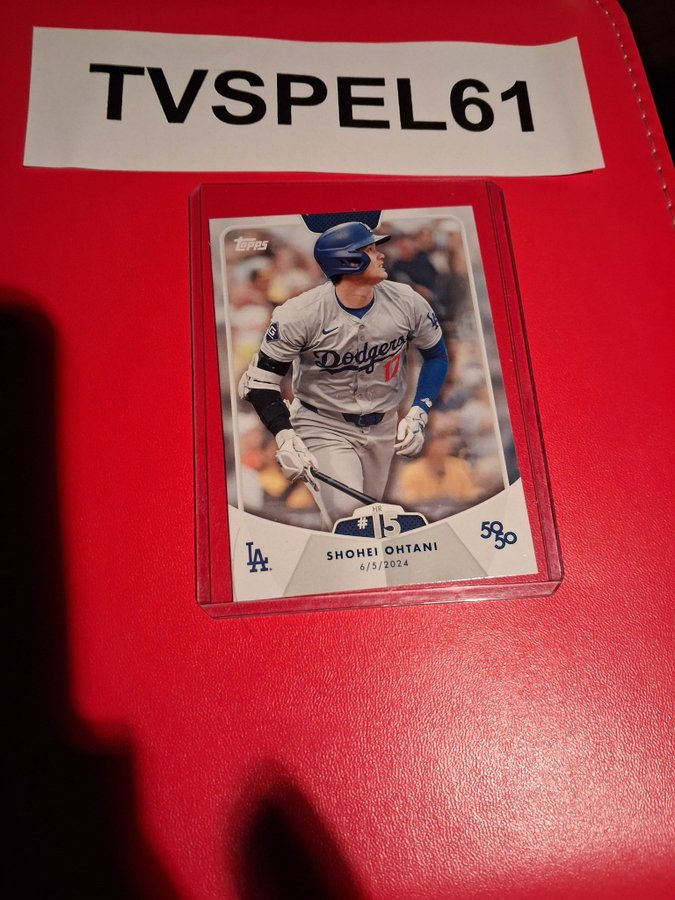 TVSPEL61
Topps
Dodgers
17
HR
#15
LA
50
50
SHOHEI OHTANI
6/5/2024